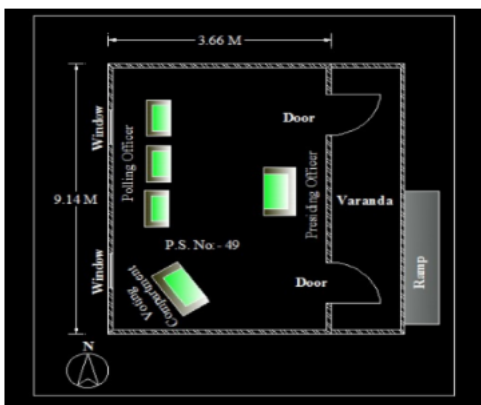 3.66 M
Door
Window
Polling Officer
9.14 M
Presiding Officer
Varanda
P.S. No:- 49
Window
Voting
Compartment
Door
Ramp
N